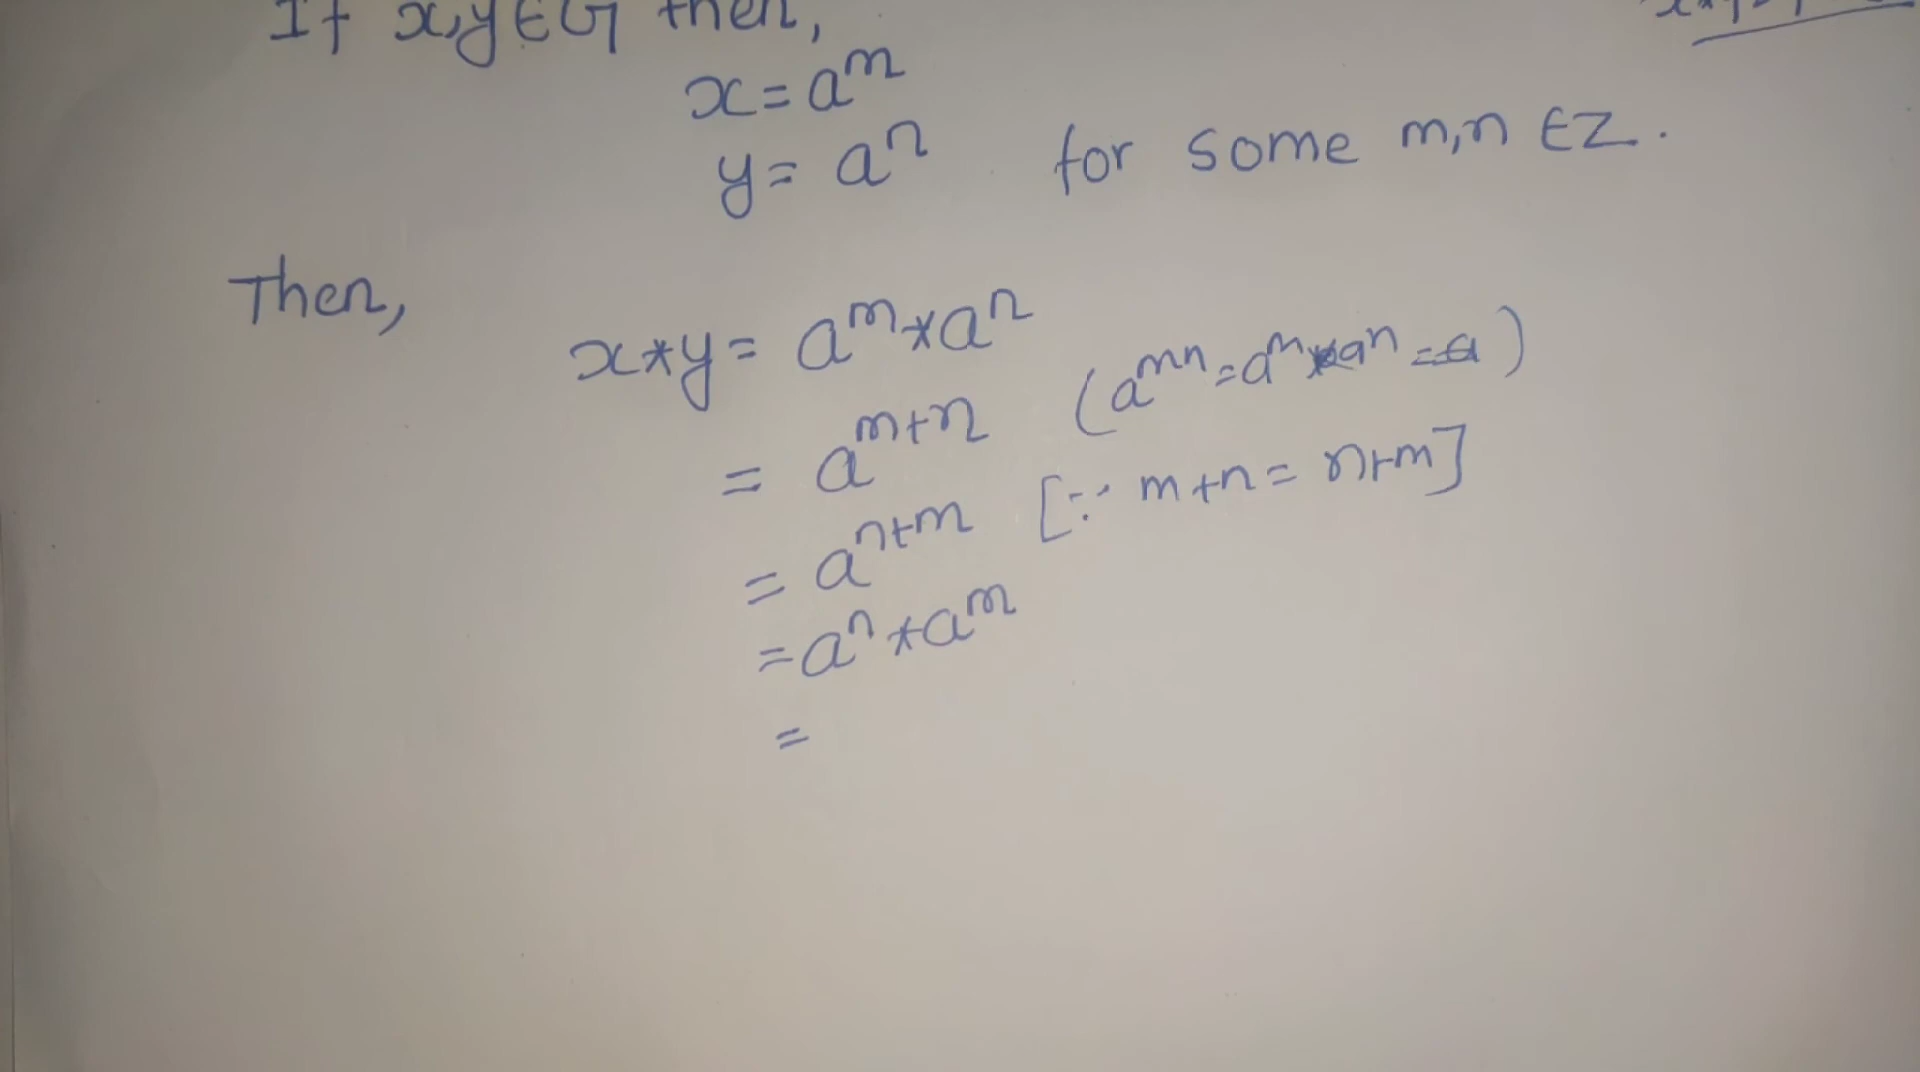 If x,y∈G then,
x = a^m
y = a^n for some m,n ∈Z.
Then,
x*y = a^m * a^n
= a^{m+n} (a^{mn} = a^m * a^n = a)
= a^{n+m} [∵ m+n = n+m]
= a^n * a^m
=